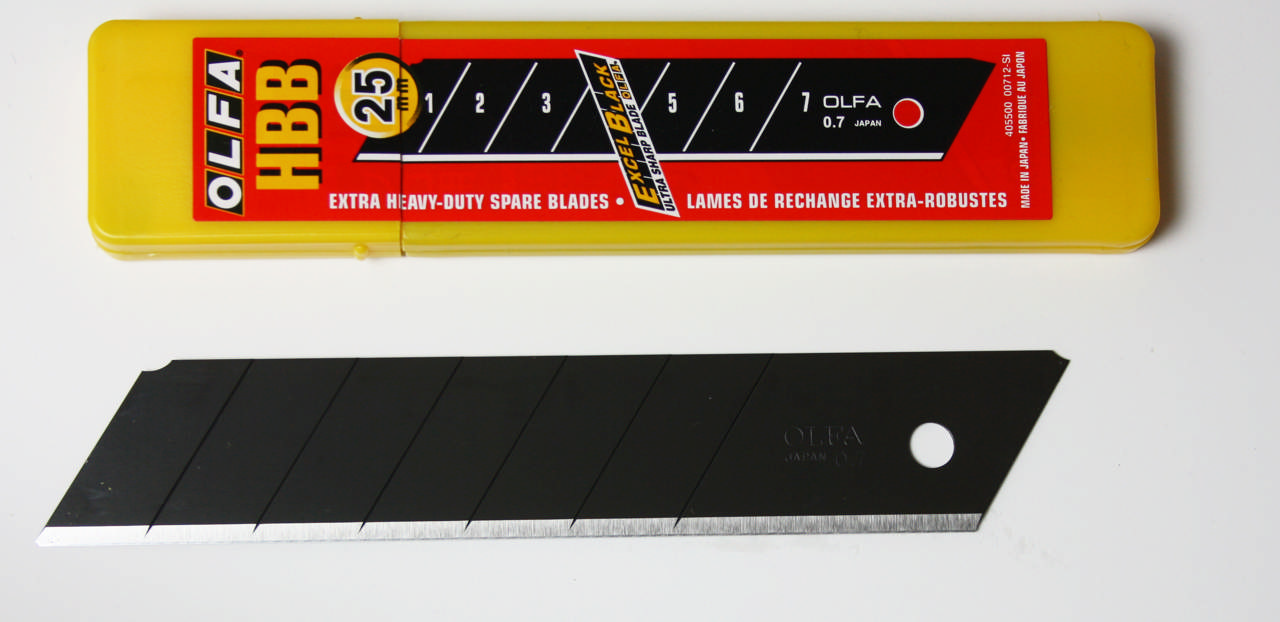 OLFA®
HBB
25
mm
1 2 3 5 6 7
OLFA
0.7 JAPAN
EXCEL BLACK
ULTRA SHARP BLADE OLFA
EXTRA HEAVY-DUTY SPARE BLADES • LAMES DE RECHANGE EXTRA-ROBUSTES
405500 00712-SI
MADE IN JAPAN • FABRIQUÉ AU JAPON
OLFA
JAPAN 0.7